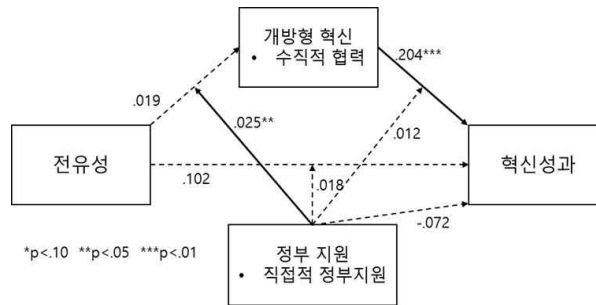 개방형 혁신
• 수직적 협력
.204***
.019
.025**
.012
전유성
혁신성과
.102
.018
-.072
정부 지원
• 직접적 정부지원
*p<.10 **p<.05 ***p<.01